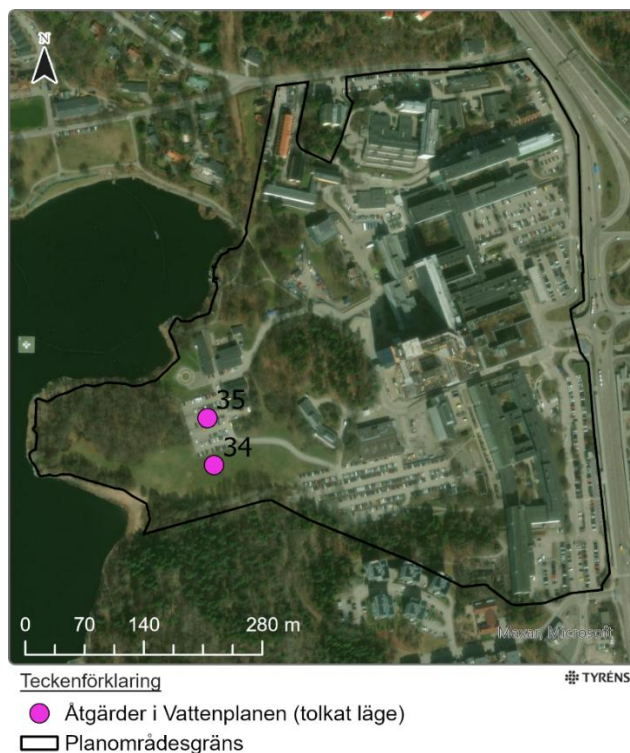 N
35
34
0 70 140 280 m
Maxar, Microsoft
Teckenförklaring
TYRÉNS
Åtgärder i Vattenplanen (tolkat läge)
Planområdesgräns